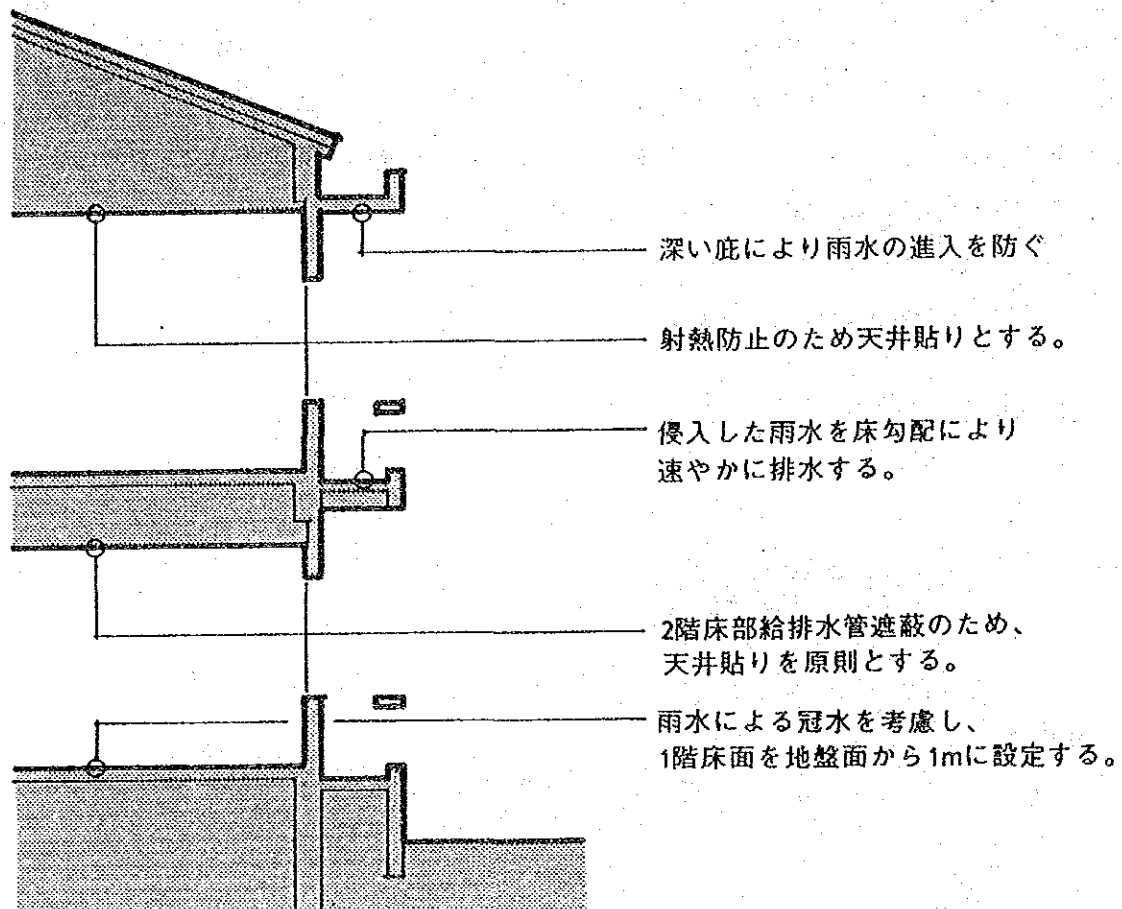 深い庇により雨水の進入を防ぐ
射熱防止のため天井貼りとする。
侵入した雨水を床勾配により
速やかに排水する。
2階床部給排水管遮蔽のため、
天井貼りを原則とする。
雨水による冠水を考慮し、
1階床面を地盤面から1mに設定する。